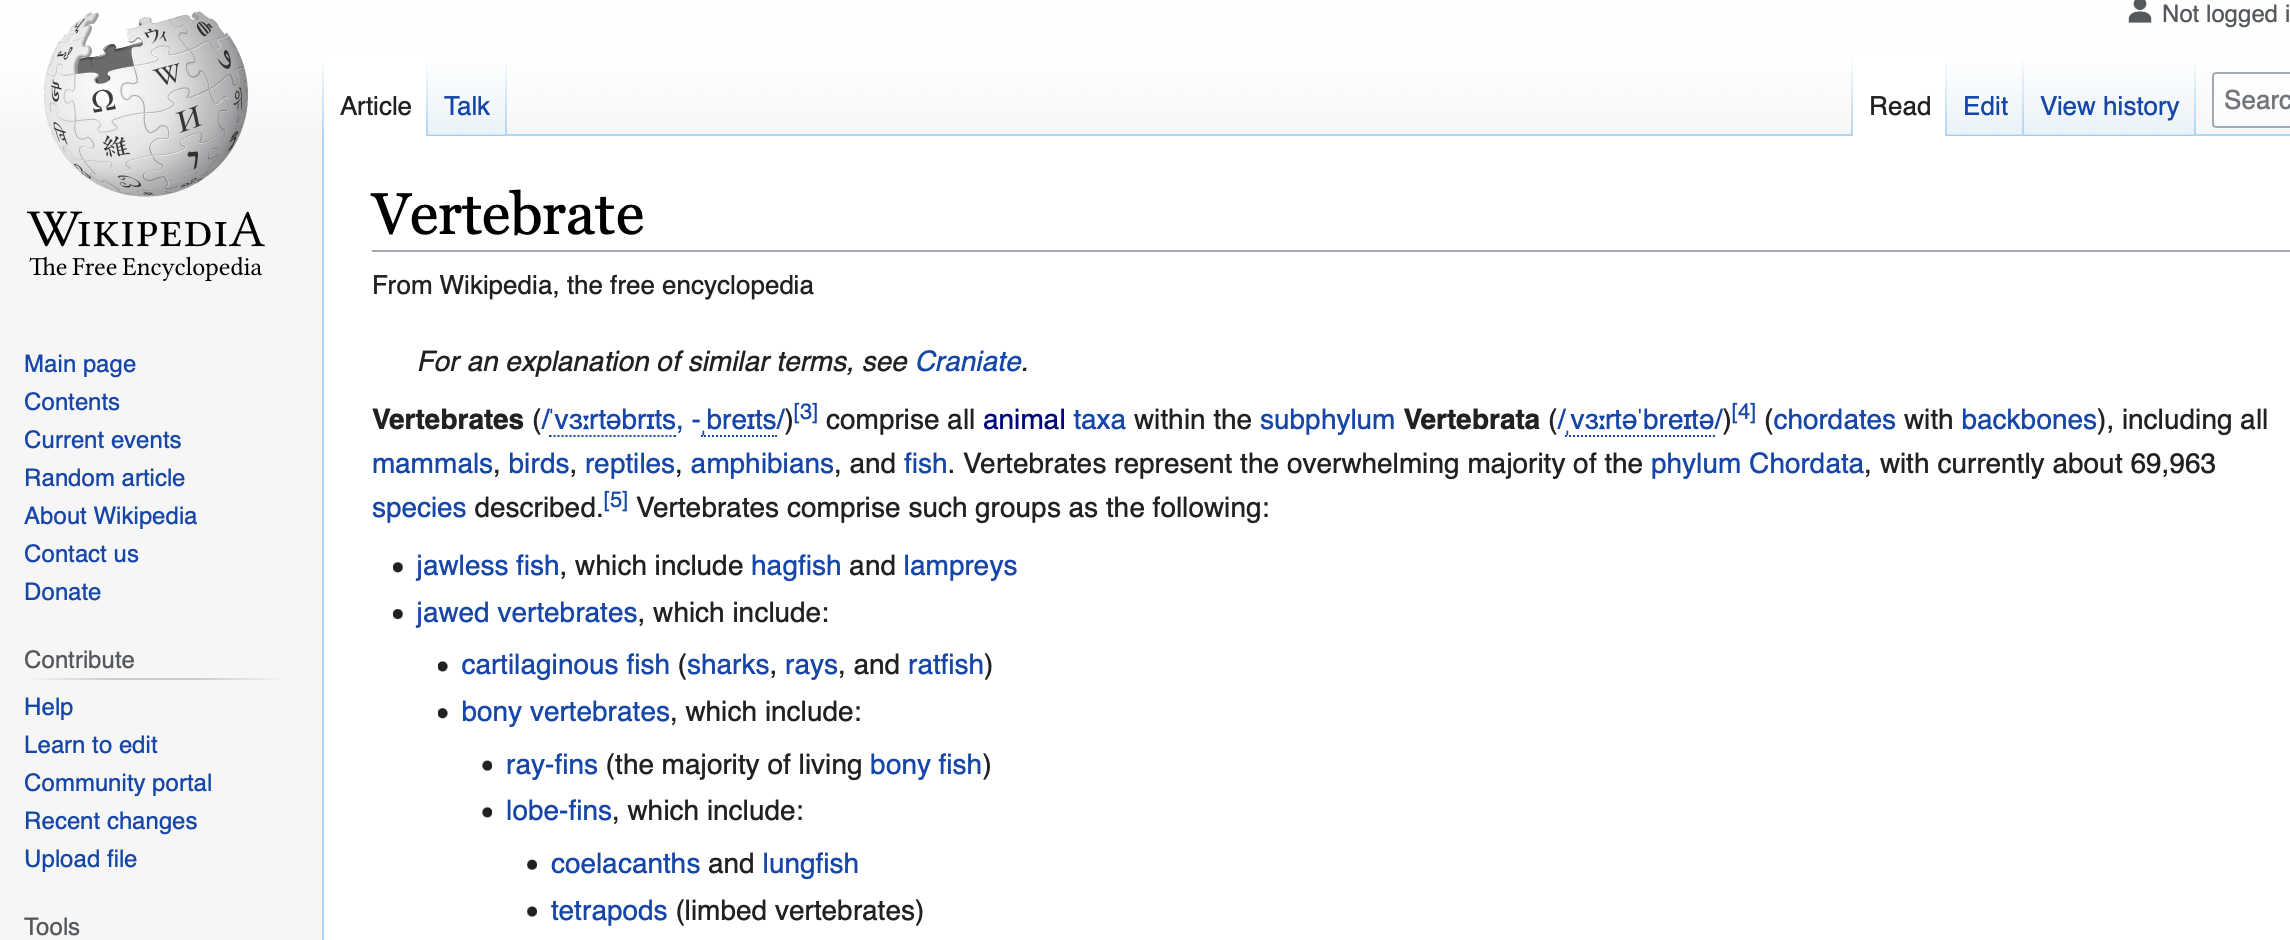 Not logged i
Article
Talk
Read
Edit
View history
Searc
Ω
W
И
維
ウィ
7
WIKIPEDIA
The Free Encyclopedia
Main page
Contents
Current events
Random article
About Wikipedia
Contact us
Donate
Contribute
Help
Learn to edit
Community portal
Recent changes
Upload file
Tools
Vertebrate
From Wikipedia, the free encyclopedia
For an explanation of similar terms, see Craniate.
Vertebrates (/ˈvɜːrtəbrɪts, -ˌbreɪts/)[3] comprise all animal taxa within the subphylum Vertebrata (/ˌvɜːrtəˈbreɪtə/)[4] (chordates with backbones), including all
mammals, birds, reptiles, amphibians, and fish. Vertebrates represent the overwhelming majority of the phylum Chordata, with currently about 69,963
species described.[5] Vertebrates comprise such groups as the following:
• jawless fish, which include hagfish and lampreys
• jawed vertebrates, which include:
• cartilaginous fish (sharks, rays, and ratfish)
• bony vertebrates, which include:
• ray-fins (the majority of living bony fish)
• lobe-fins, which include:
• coelacanths and lungfish
• tetrapods (limbed vertebrates)